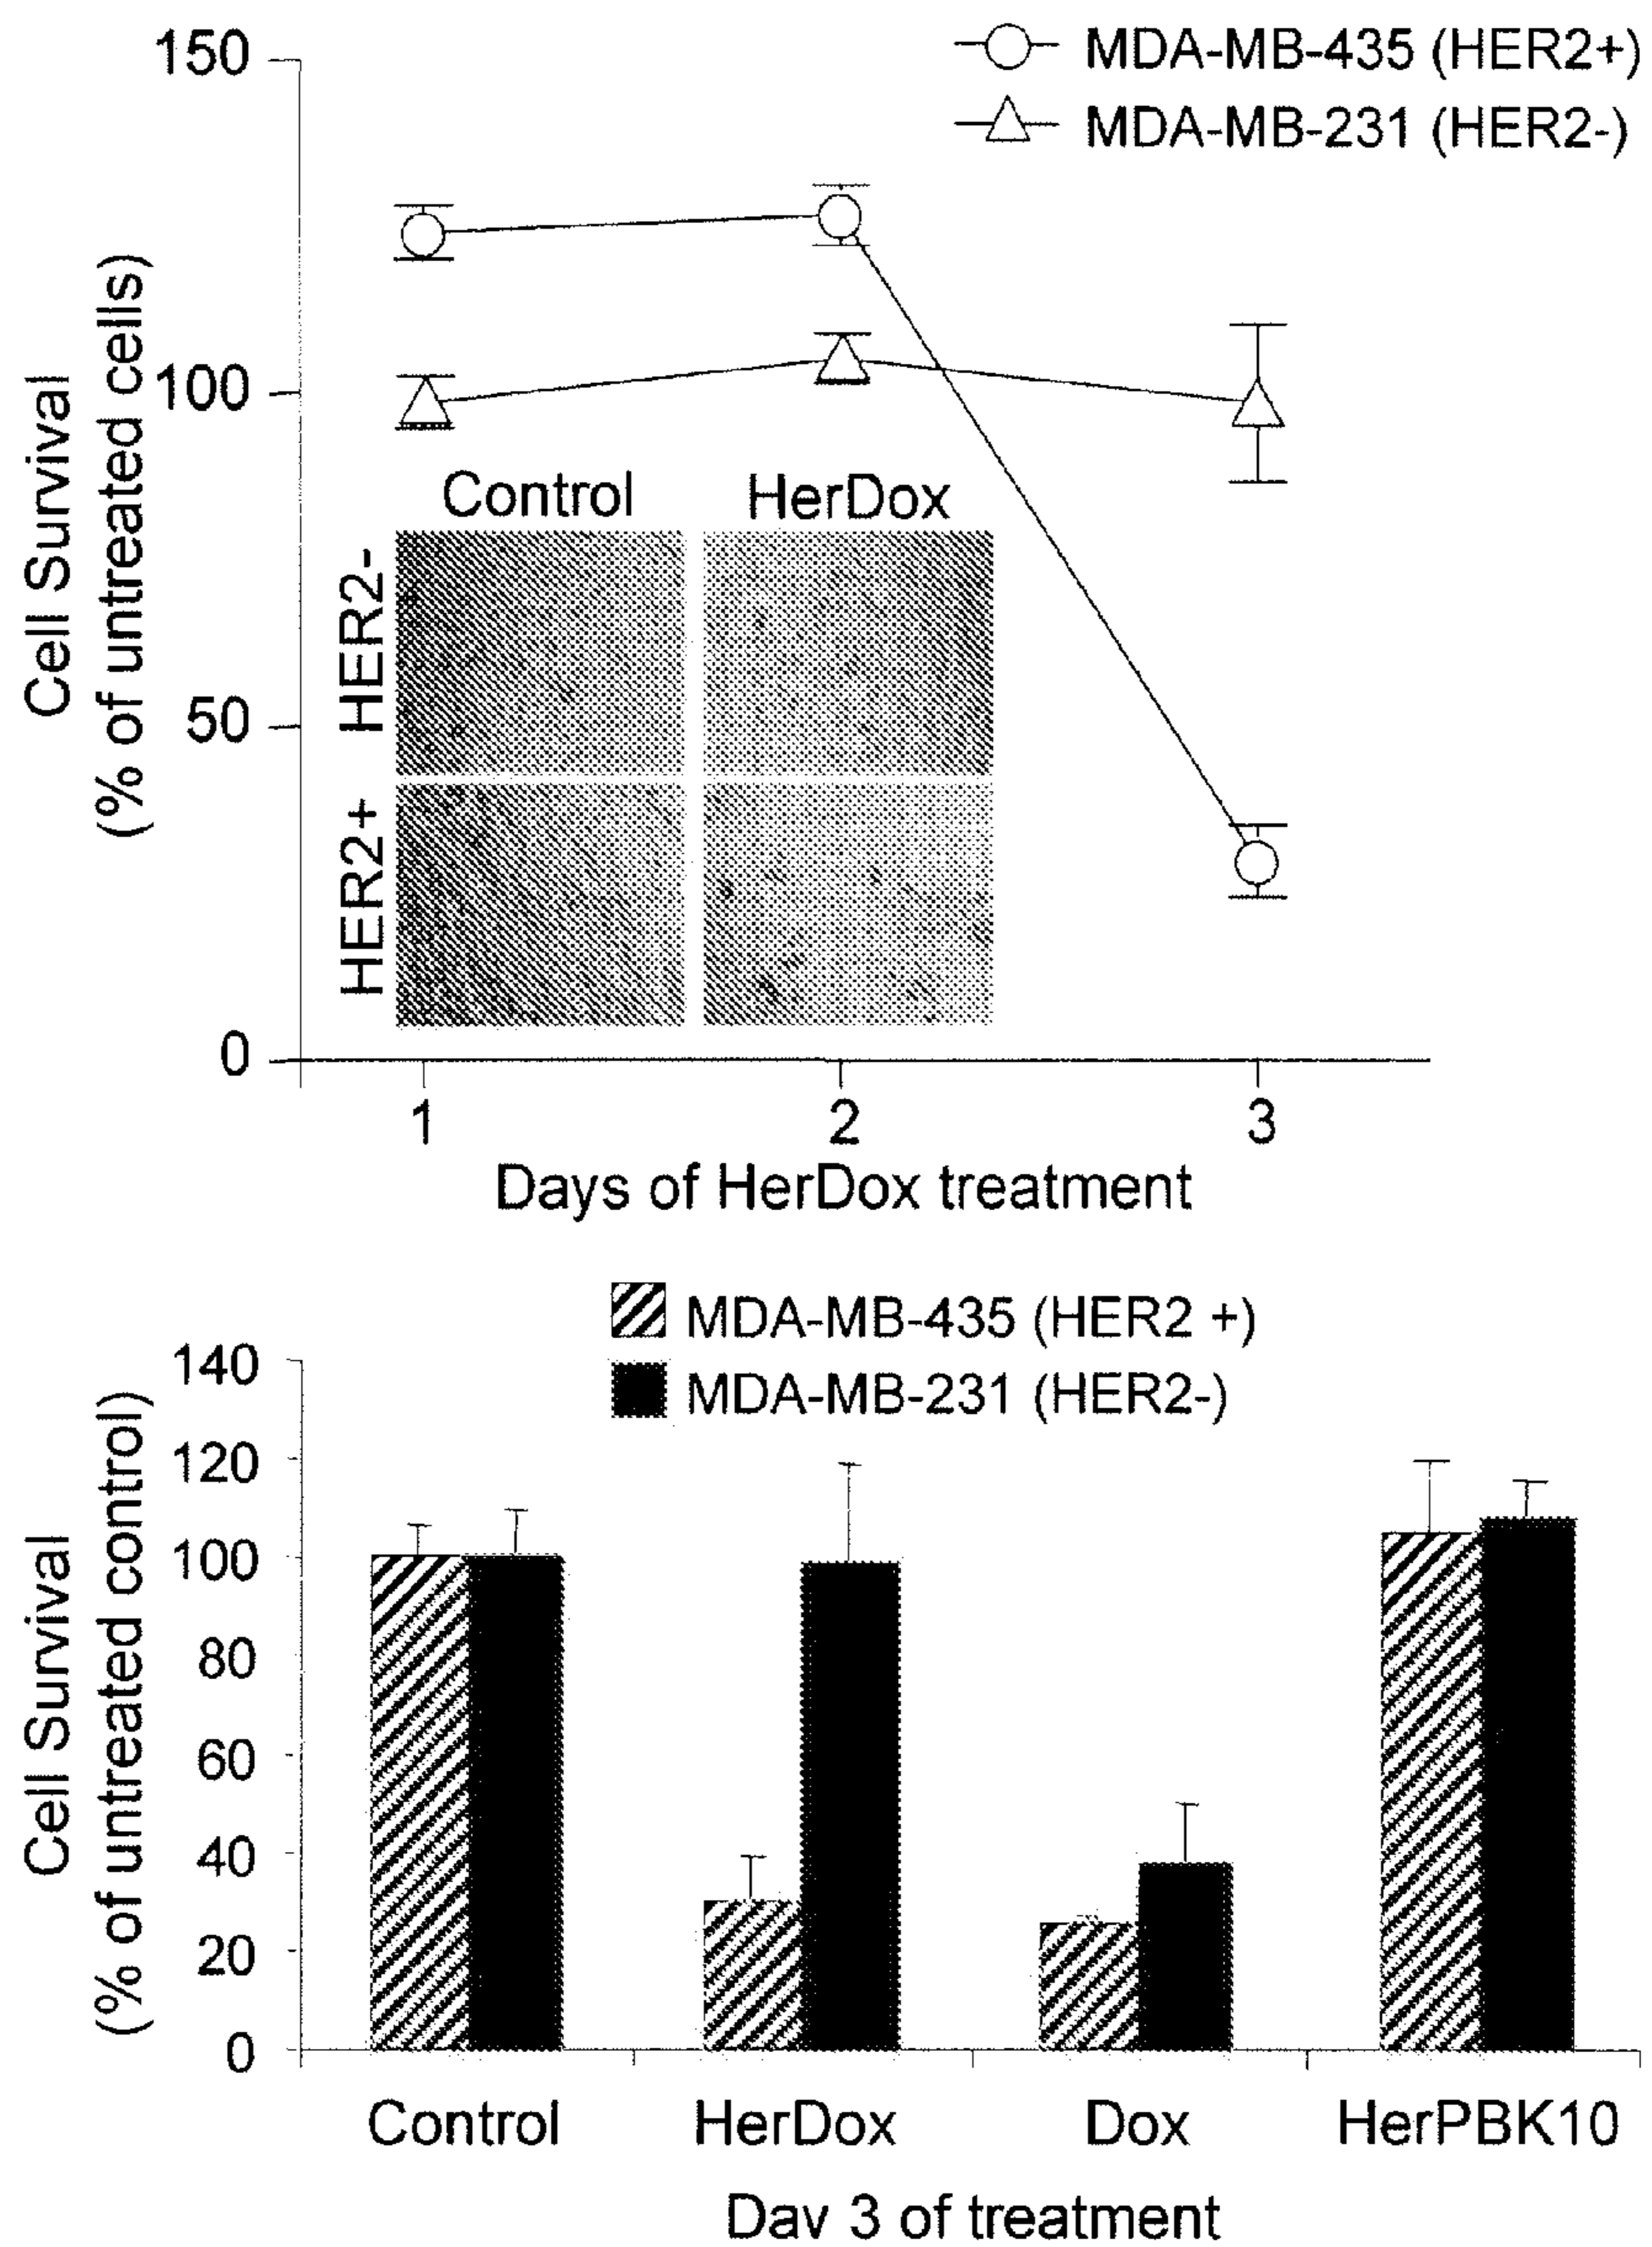 150
100
50
0
Cell Survival
(% of untreated cells)
MDA-MB-435 (HER2+)
MDA-MB-231 (HER2-)
Control HerDox
HER2-
HER2+
1 2 3
Days of HerDox treatment
MDA-MB-435 (HER2 +)
MDA-MB-231 (HER2-)
140
120
100
80
60
40
20
0
Cell Survival
(% of untreated control)
Control HerDox Dox HerPBK10
Dav 3 of treatment